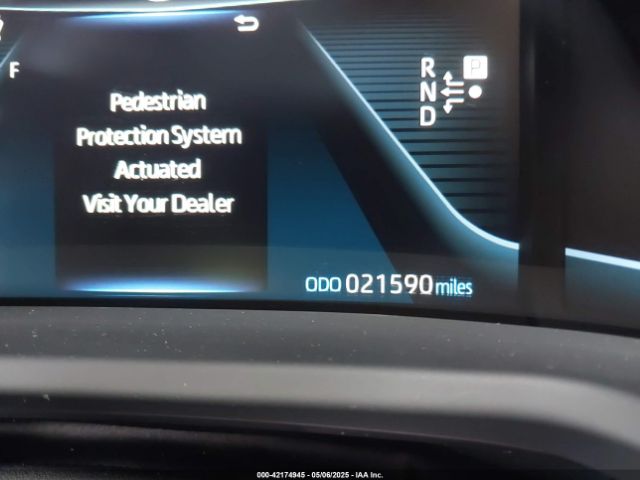 F
Pedestrian
Protection System
Actuated
Visit Your Dealer
R P
N
D
ODO 021590 miles
000-42174945 - 05/06/2025 - IAA Inc.